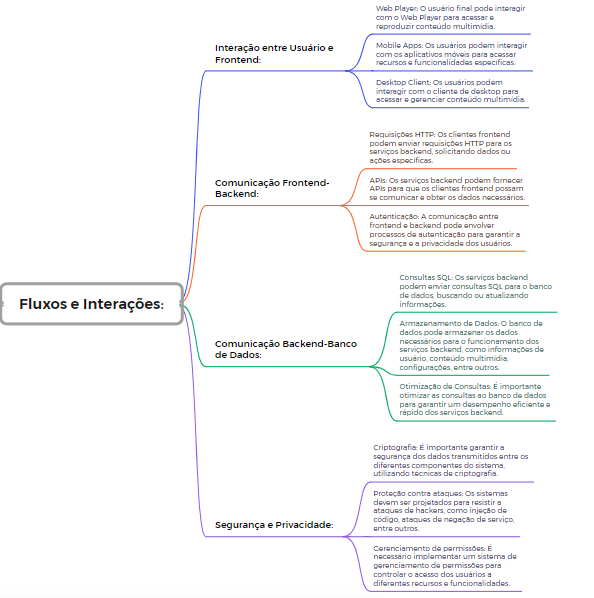 Fluxos e Interações:
Interação entre Usuário e
Frontend:
Web Player: O usuário final pode interagir
com o Web Player para acessar e
reproduzir conteúdo multimídia.
Mobile Apps: Os usuários podem interagir
com os aplicativos móveis para acessar
recursos e funcionalidades específicas.
Desktop Client: Os usuários podem
interagir com o cliente de desktop para
acessar e gerenciar conteúdo multimídia.
Comunicação Frontend-
Backend:
Requisições HTTP: Os clientes frontend
podem enviar requisições HTTP para os
serviços backend, solicitando dados ou
ações específicas.
APIs: Os serviços backend podem fornecer
APIs para que os clientes frontend possam
se comunicar e obter os dados necessários.
Autenticação: A comunicação entre
frontend e backend pode envolver
processos de autenticação para garantir a
segurança e a privacidade dos usuários.
Comunicação Backend-Banco
de Dados:
Consultas SQL: Os serviços backend
podem enviar consultas SQL para o banco
de dados, buscando ou atualizando
informações.
Armazenamento de Dados: O banco de
dados pode armazenar os dados
necessários para o funcionamento dos
serviços backend, como informações de
usuário, conteúdo multimídia,
configurações, entre outros.
Otimização de Consultas: É importante
otimizar as consultas ao banco de dados
para garantir um desempenho eficiente e
rápido dos serviços backend.
Segurança e Privacidade:
Criptografia: É importante garantir a
segurança dos dados transmitidos entre os
diferentes componentes do sistema,
utilizando técnicas de criptografia.
Proteção contra ataques: Os sistemas
devem ser projetados para resistir a
ataques de hackers, como injeção de
código, ataques de negação de serviço,
entre outros.
Gerenciamento de permissões: É
necessário implementar um sistema de
gerenciamento de permissões para
controlar o acesso dos usuários a
diferentes recursos e funcionalidades.